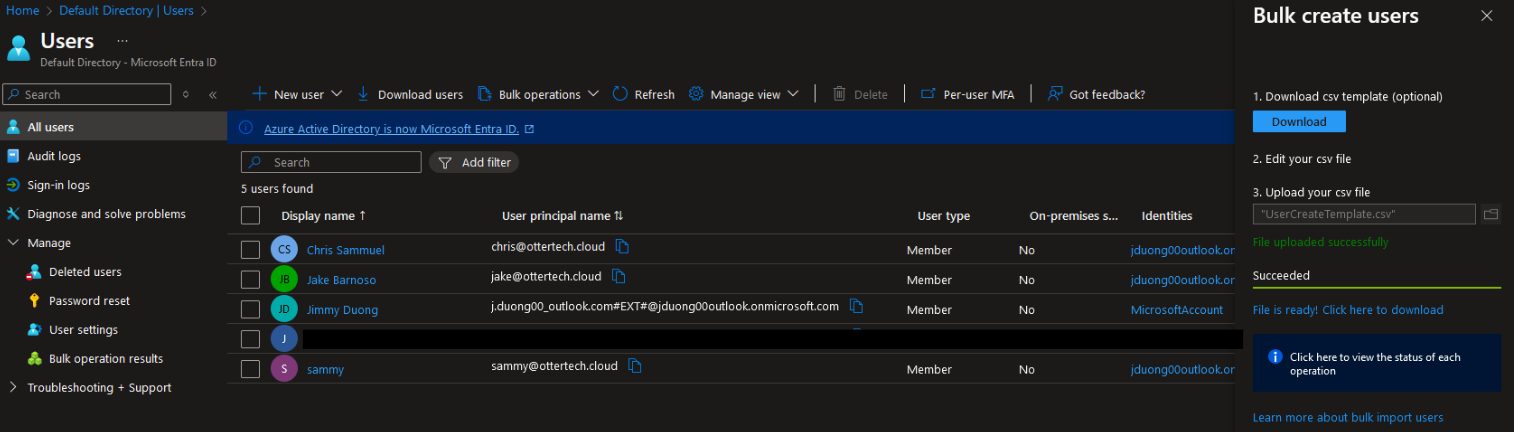 Home > Default Directory | Users >
Users ...
Default Directory - Microsoft Entra ID
Search
All users
Audit logs
Sign-in logs
Diagnose and solve problems
Manage
Deleted users
Password reset
User settings
Bulk operation results
Troubleshooting + Support
New user Download users Bulk operations Refresh Manage view Delete Per-user MFA Got feedback?
Azure Active Directory is now Microsoft Entra ID.
Search Add filter
5 users found
Display name ↑ User principal name ↑↓ User type On-premises s... Identities
CS Chris Sammuel chris@ottertech.cloud Member No jduong00outlook.on
JB Jake Barnoso jake@ottertech.cloud Member No jduong00outlook.on
JD Jimmy Duong j.duong00_outlook.com#EXT#@jduong00outlook.onmicrosoft.com Member No MicrosoftAccount
J
S sammy sammy@ottertech.cloud Member No jduong00outlook.on
Bulk create users
1. Download csv template (optional)
Download
2. Edit your csv file
3. Upload your csv file
"UserCreateTemplate.csv"
File uploaded successfully
Succeeded
File is ready! Click here to download
Click here to view the status of each
operation
Learn more about bulk import users